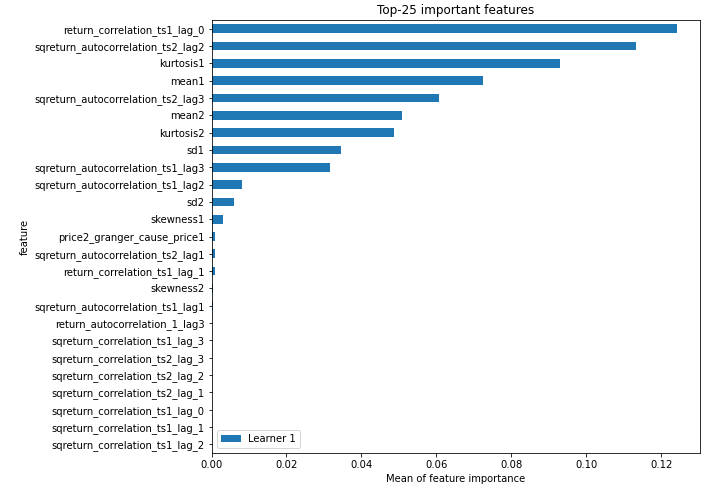 Top-25 important features
return_correlation_ts1_lag_0
sqreturn_autocorrelation_ts2_lag2
kurtosis1
mean1
sqreturn_autocorrelation_ts2_lag3
mean2
kurtosis2
sd1
sqreturn_autocorrelation_ts1_lag3
sqreturn_autocorrelation_ts1_lag2
sd2
skewness1
price2_granger_cause_price1
sqreturn_autocorrelation_ts2_lag1
return_correlation_ts1_lag_1
skewness2
sqreturn_autocorrelation_ts1_lag1
return_autocorrelation_1_lag3
sqreturn_correlation_ts1_lag_3
sqreturn_correlation_ts2_lag_3
sqreturn_correlation_ts2_lag_2
sqreturn_correlation_ts2_lag_1
sqreturn_correlation_ts1_lag_0
sqreturn_correlation_ts1_lag_1
sqreturn_correlation_ts1_lag_2
feature
Learner 1
0.00 0.02 0.04 0.06 0.08 0.10 0.12
Mean of feature importance